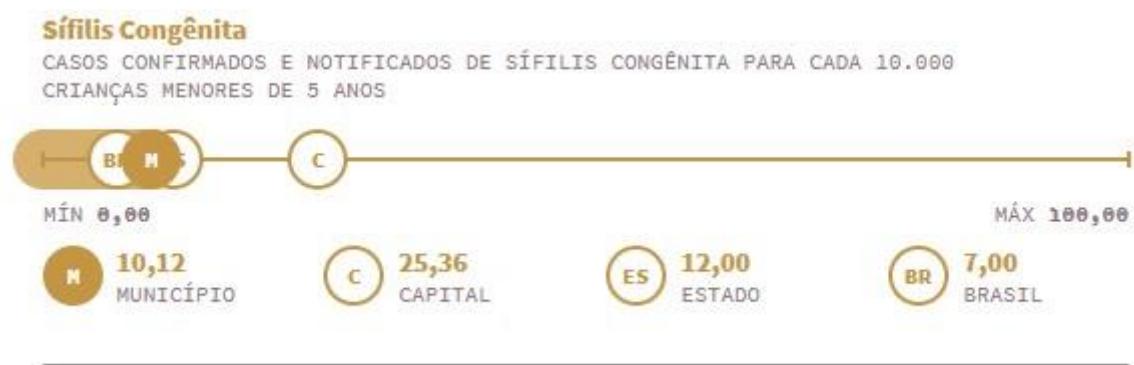 Sífilis Congênita
CASOS CONFIRMADOS E NOTIFICADOS DE SÍFILIS CONGÊNITA PARA CADA 10.000
CRIANÇAS MENORES DE 5 ANOS
BR M S C
MÍN 0,00 MÁX 100,00
M 10,12 C 25,36 ES 12,00 BR 7,00
MUNICÍPIO CAPITAL ESTADO BRASIL